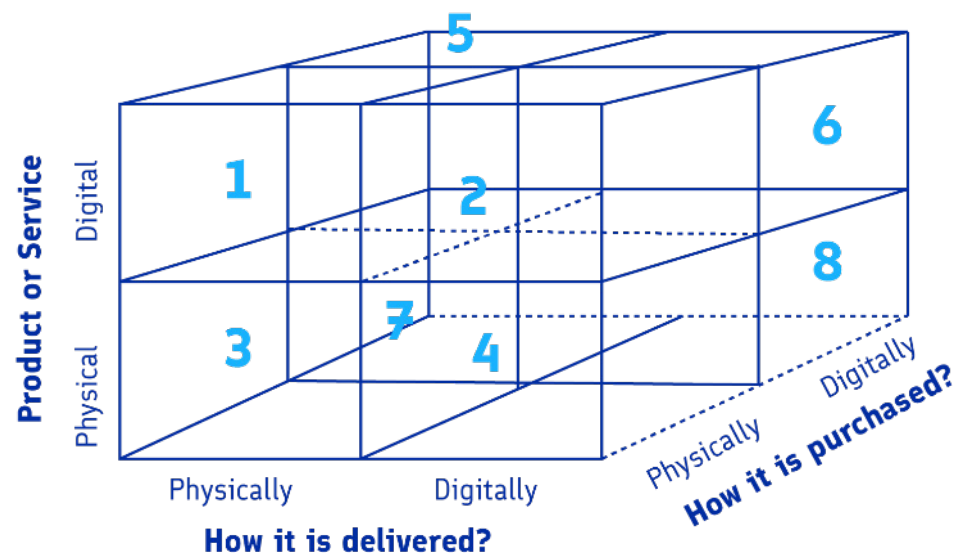 5
6
1
2
8
7
3
4
Product or Service
Digital
Physical
Physically
Digitally
How it is delivered?
Physically
Digitally
How it is purchased?